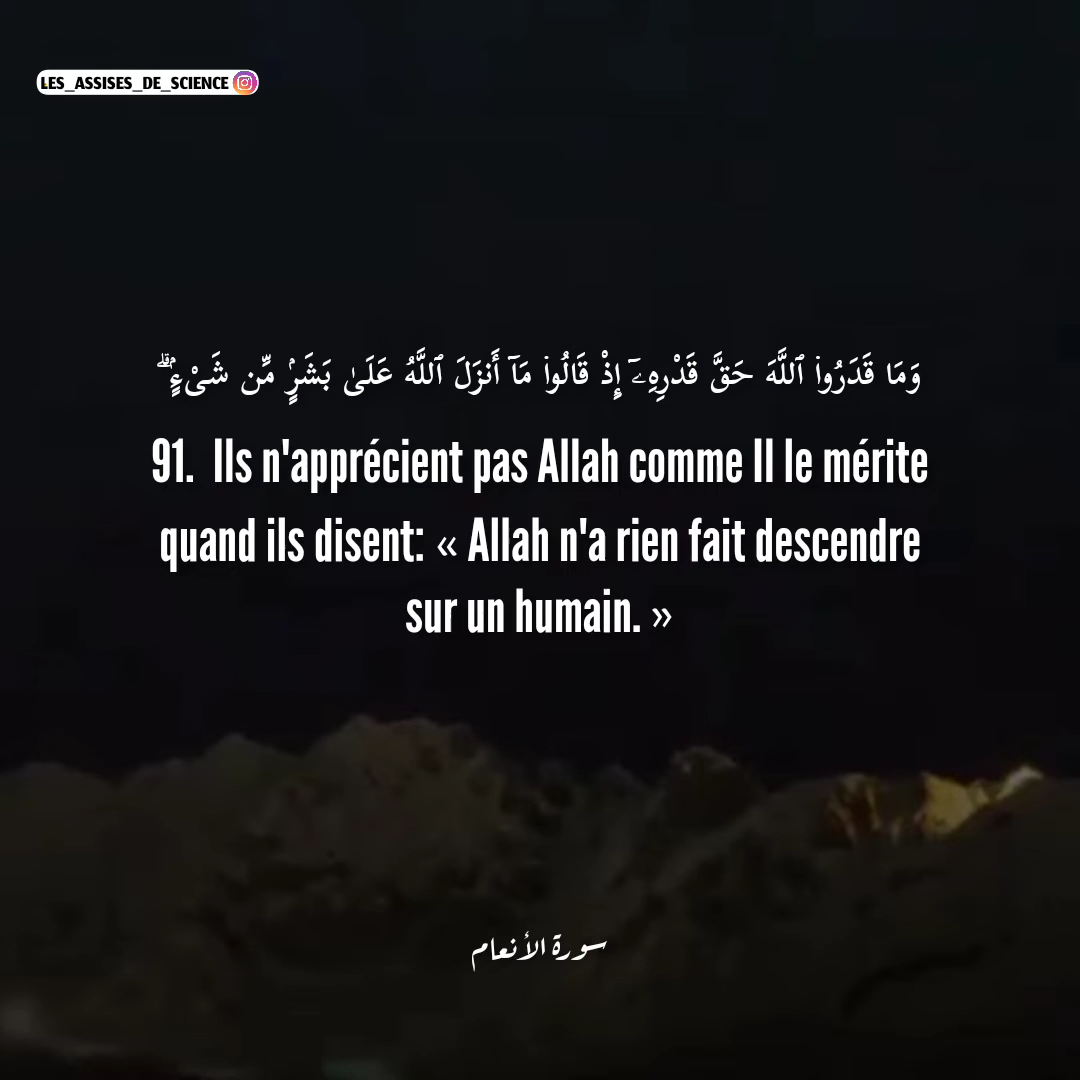 LES_ASSISES_DE_SCIENCE
وَمَا قَدَرُوا۟ ٱللَّهَ حَقَّ قَدْرِهِۦٓ إِذْ قَالُوا۟ مَآ أَنزَلَ ٱللَّهُ عَلَىٰ بَشَرٍۢ مِّن شَىْءٍۢ ۗ
91. Ils n'apprécient pas Allah comme Il le mérite
quand ils disent: « Allah n'a rien fait descendre
sur un humain. »
سورة الأنعام